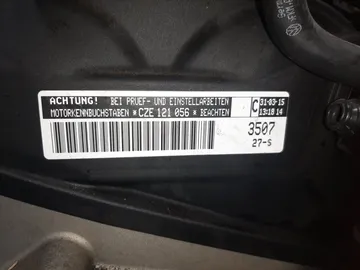 ACHTUNG! BEI PRUEF- UND EINSTELLARBEITEN
MOTORKENNBUCHSTABEN *CZE 121 056* BEACHTEN
C 31-03-15
13:18 14
3507
27-S